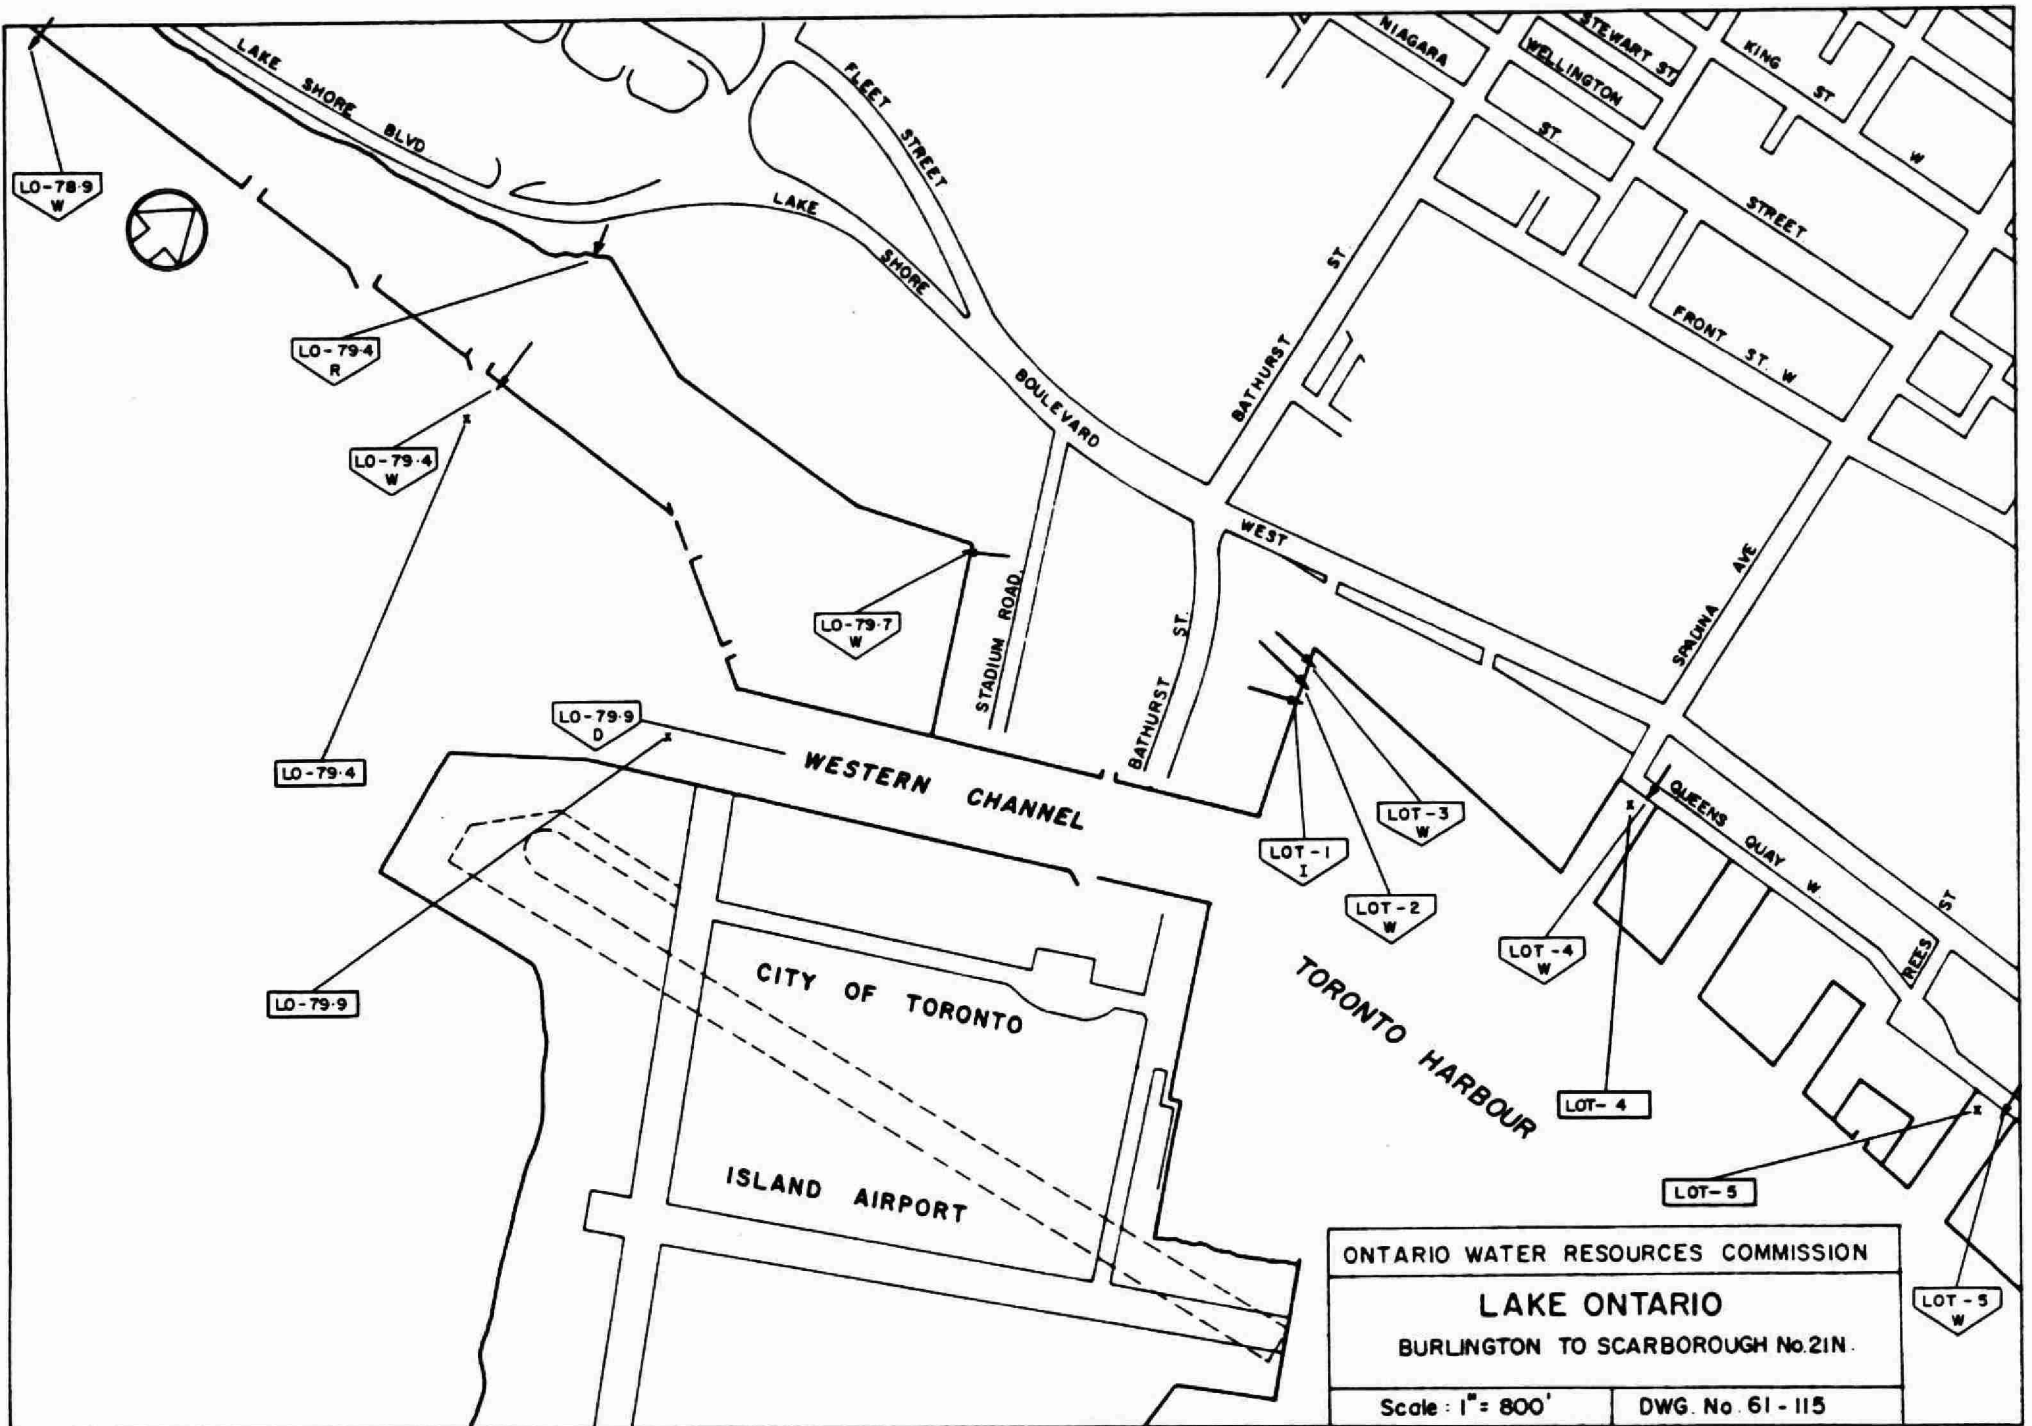 LAKE SHORE BLVD
FLEET STREET
NIAGARA
STEWART ST.
WELLINGTON ST.
KING ST W
STREET
FRONT ST. W
LAKE SHORE BOULEVARD WEST
BATHURST ST
SPADINA AVE
STADIUM ROAD.
BATHURST ST.
QUEENS QUAY W.
REES ST
LO-78·9
W
LO-79·4
R
LO-79·4
W
LO-79·7
W
LO-79·9
D
LO-79·4
LO-79·9
WESTERN CHANNEL
LOT-3
W
LOT-1
I
LOT-2
W
LOT-4
W
LOT-4
LOT-5
LOT-5
W
CITY OF TORONTO
ISLAND AIRPORT
TORONTO HARBOUR
ONTARIO WATER RESOURCES COMMISSION
LAKE ONTARIO
BURLINGTON TO SCARBOROUGH No.21N.
Scale: 1"= 800'
DWG. No. 61-115